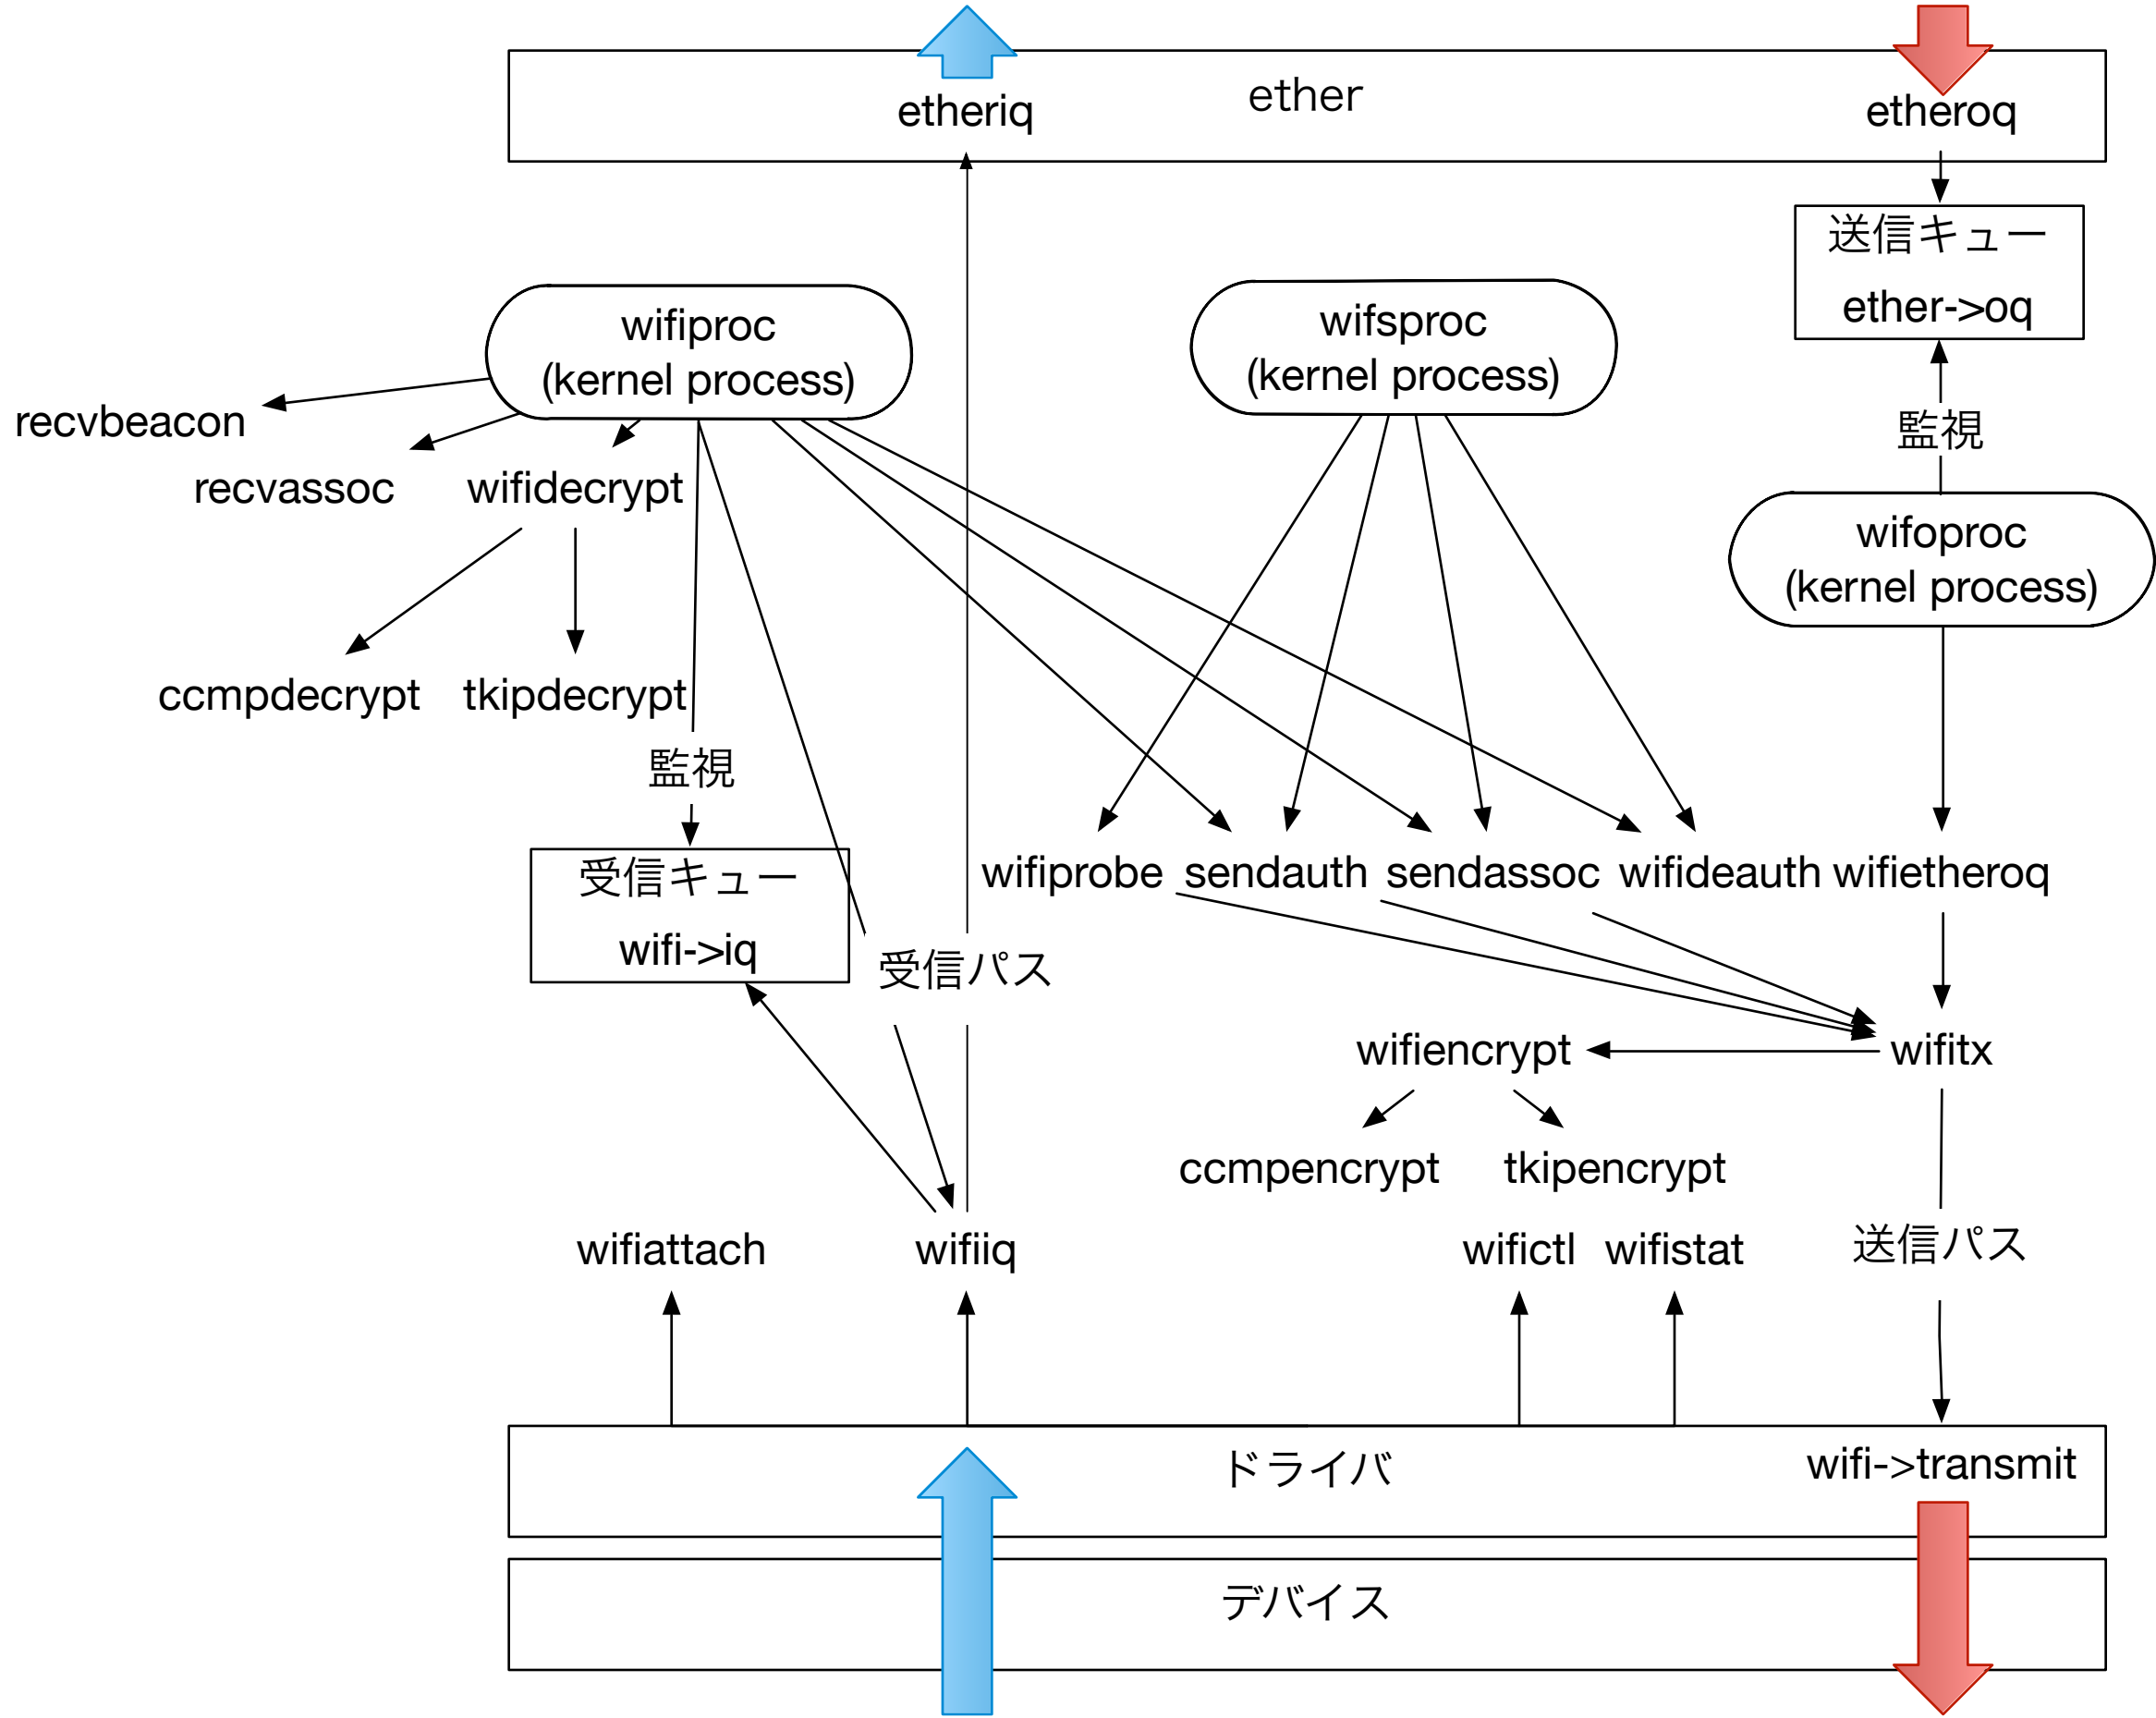 ether
etheriq
etheroq
送信キュー
ether->oq
wifiproc
(kernel process)
wifsproc
(kernel process)
監視
recvbeacon
recvassoc
wifidecrypt
wifoproc
(kernel process)
ccmpdecrypt
tkipdecrypt
監視
受信キュー
wifi->iq
wifiprobe
sendauth
sendassoc
wifideauth
wifietheroq
受信パス
wifiencrypt
wifitx
ccmpencrypt
tkipencrypt
wifiattach
wifiiq
wifictl
wifistat
送信パス
ドライバ
wifi->transmit
デバイス